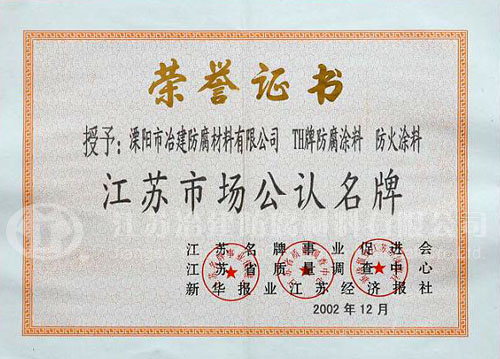 荣誉证书
授予：溧阳市冶建防腐材料有限公司 TH牌防腐涂料 防火涂料
江苏市场公认名牌
江苏名牌事业促进会
江苏省质量调查中心
新华报业江苏经济报社
2002年12月